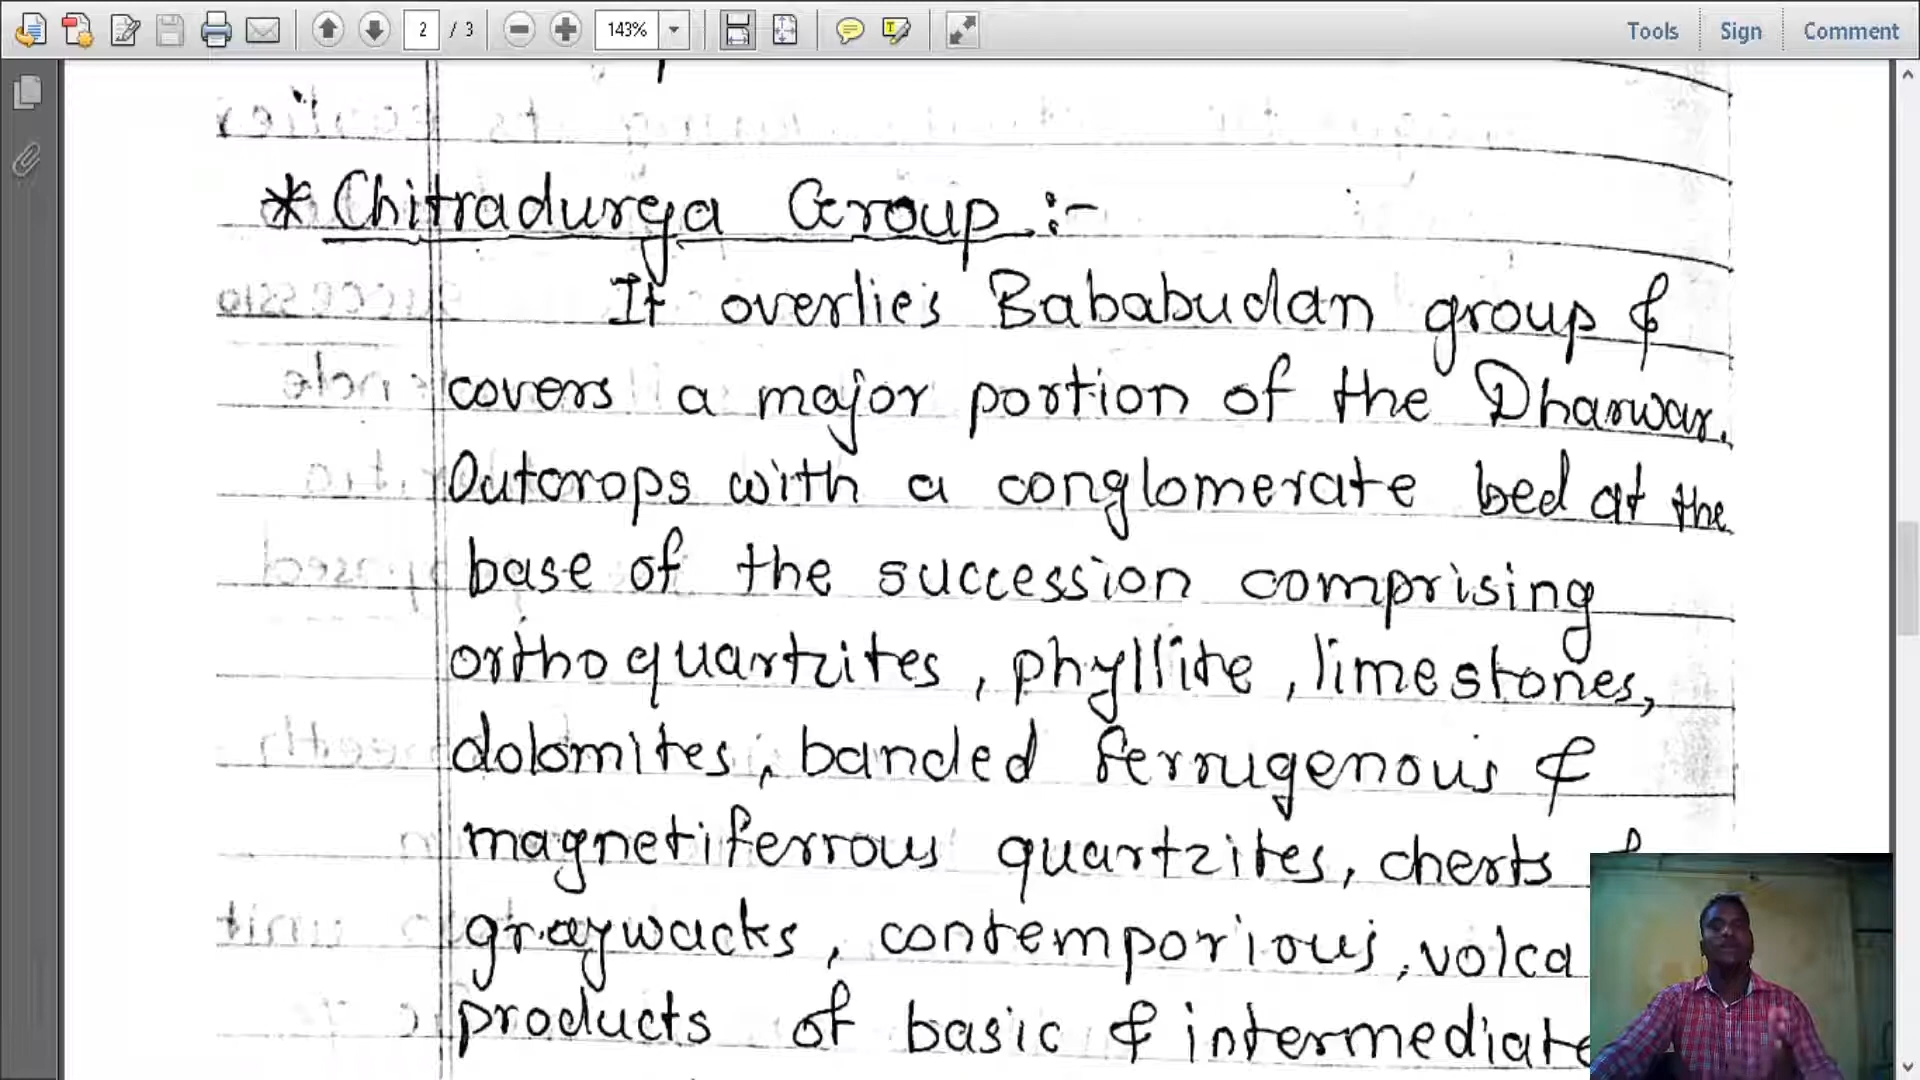 2 / 3
143%
Tools
Sign
Comment
* Chitradurga Group :-
It overlies Bababudan group &
covers a major portion of the Dharwar.
Outcrops with a conglomerate bed at the
base of the succession comprising
orthoquartzites, phyllite, limestones,
dolomites, banded ferrugenous &
magnetiferrous quartzites, cherts &
graywacks, contemporious, volca
products of basic & intermediate